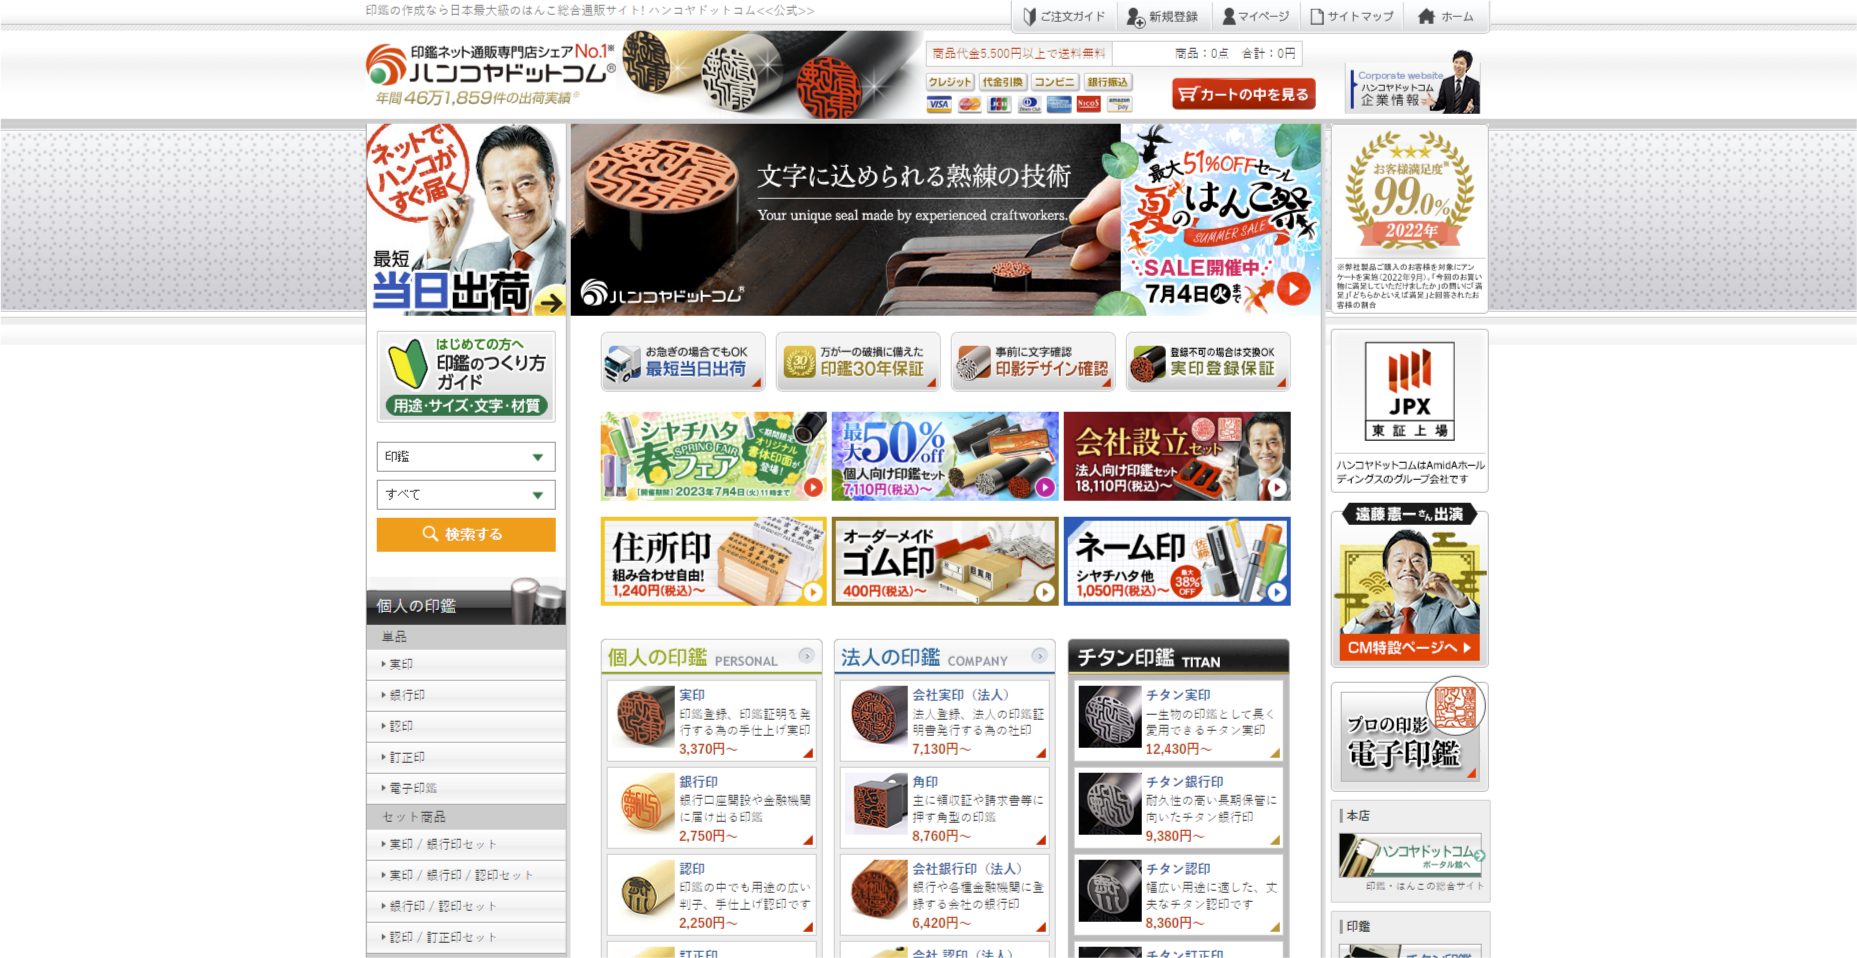 印鑑の作成なら日本最大級のはんこ総合通販サイト! ハンコヤドットコム<<公式>>
ご注文ガイド
新規登録
マイページ
サイトマップ
ホーム
印鑑ネット通販専門店シェアNo.1※
ハンコヤドットコム®
年間46万1,859件の出荷実績※
商品代金5,500円以上で送料無料
商品：0点　合計：0円
クレジット
代金引換
コンビニ
銀行振込
VISA
JCB
NICOS
amazon pay
カートの中を見る
Corporate website
ハンコヤドットコム
企業情報
ネットで
ハンコが
すぐ届く
最短
当日出荷
文字に込められる熟練の技術
Your unique seal made by experienced craftworkers.
ハンコヤドットコム®
最大51%OFFセール
夏のはんこ祭
SUMMER SALE
SALE開催中
7月4日火まで
お客様満足度※
99.0%
2022年
※弊社製品ご購入のお客様を対象にアン
ケートを実施(2022年9月)。「今回のお買い
物に満足していただけましたか」の問いに「満
足」「どちらかといえば満足」と回答されたお
客様の割合
はじめての方へ
印鑑のつくり方
ガイド
用途･サイズ･文字･材質
お急ぎの場合でもOK
最短当日出荷
万が一の破損に備えた
印鑑30年保証
事前に文字確認
印影デザイン確認
登録不可の場合は交換OK
実印登録保証
JPX
東証上場
ハンコヤドットコムはAmidAホール
ディングスのグループ会社です
印鑑
すべて
検索する
シヤチハタ
SPRING FAIR
春フェア
<期間限定>
オリジナル
書体印面が
登場!
[開催期間] 2023年7月4日(火)11時まで
最大50%off
個人向け印鑑セット
7,110円(税込)～
会社設立セット
法人向け印鑑セット
18,110円(税込)～
住所印
組み合わせ自由!
1,240円(税込)～
オーダーメイド
ゴム印
400円(税込)～
ネーム印
シヤチハタ他
1,050円(税込)～
最大
38%
OFF
遠藤憲一さん出演
CM特設ページへ
プロの印影
電子印鑑
個人の印鑑
単品
実印
銀行印
認印
訂正印
電子印鑑
セット商品
実印 / 銀行印セット
実印 / 銀行印 / 認印セット
銀行印 / 認印セット
認印 / 訂正印セット
個人の印鑑 PERSONAL
実印
印鑑登録、印鑑証明を発
行する為の手仕上げ実印
3,370円～
銀行印
銀行口座開設や金融機関
に届け出る印鑑
2,750円～
認印
印鑑の中でも用途の広い
判子、手仕上げ認印です
2,250円～
訂正印
法人の印鑑 COMPANY
会社実印（法人）
法人登録、法人の印鑑証
明書発行する為の社印
7,130円～
角印
主に領収証や請求書等に
押す角型の印鑑
8,760円～
会社銀行印（法人）
銀行や各種金融機関に登
録する会社の銀行印
6,420円～
会社 認印（法人）
チタン印鑑 TITAN
チタン実印
一生物の印鑑として長く
愛用できるチタン実印
12,430円～
チタン銀行印
耐久性の高い長期保管に
向いたチタン銀行印
9,380円～
チタン認印
幅広い用途に適した、丈
夫なチタン認印です
8,360円～
チタン訂正印
本店
ハンコヤドットコム
ポータル館へ
印鑑・はんこの総合サイト
印鑑